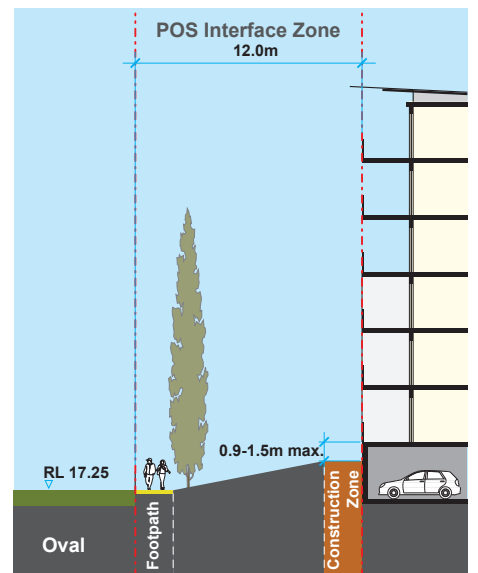 POS Interface Zone
12.0m
0.9-1.5m max.
RL 17.25
Oval
Footpath
Construction
Zone